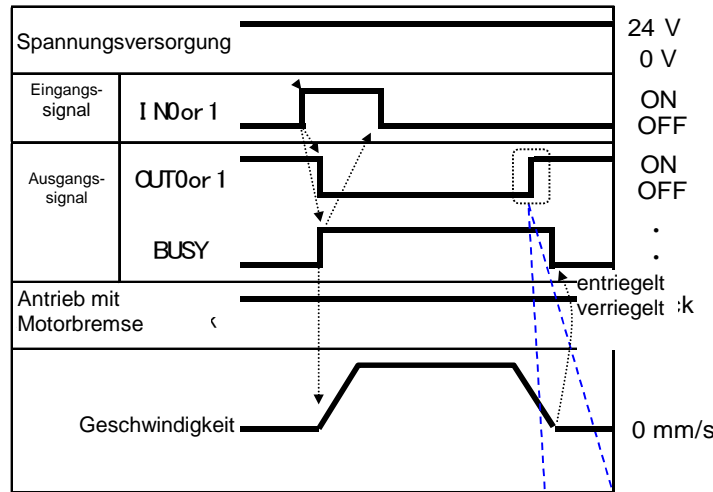 Spannungsversorgung
24 V
0 V
Eingangs-
signal
IN0or1
ON
OFF
Ausgangs-
signal
OUT0or1
ON
OFF
BUSY
Antrieb mit
Motorbremse
entriegelt
verriegelt
Geschwindigkeit
0 mm/s